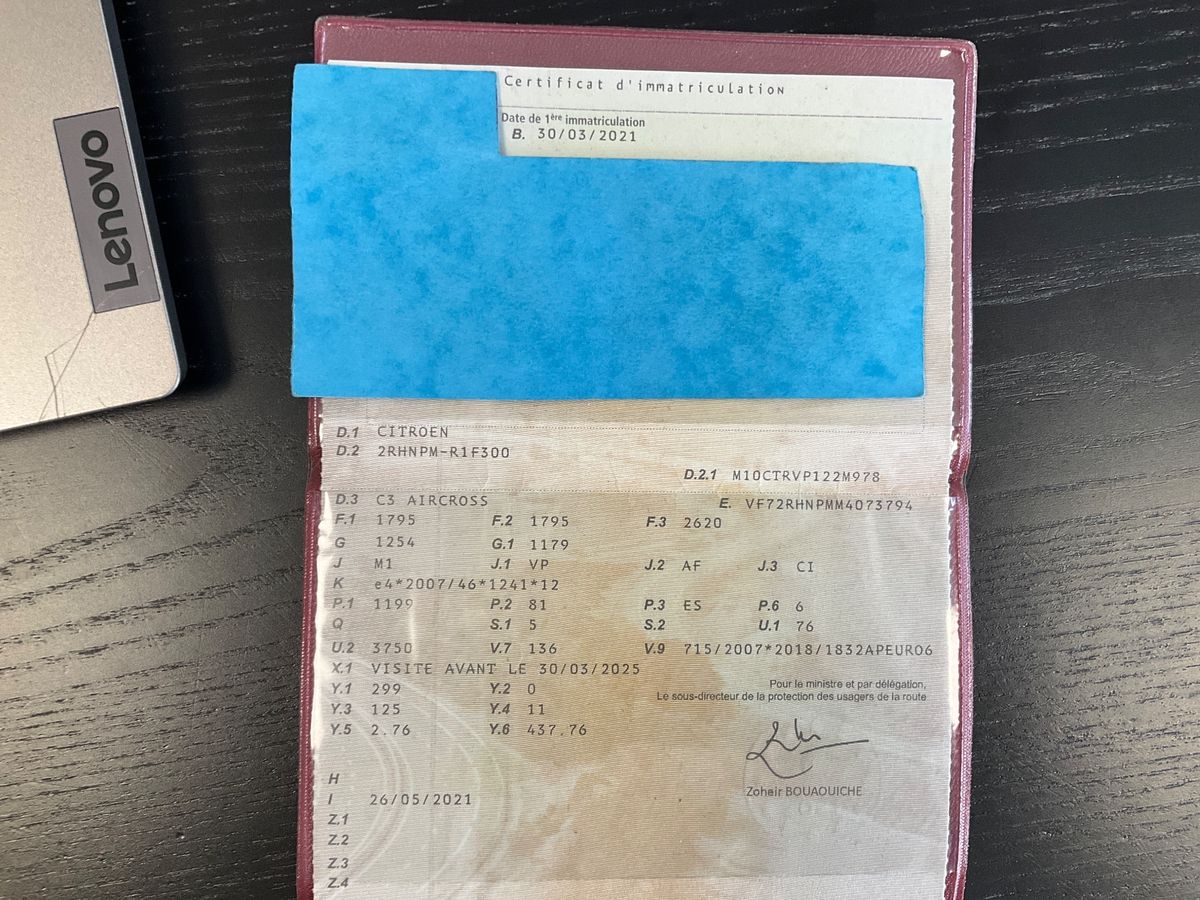 Lenovo
Certificat d'immatriculation
Date de 1ère immatriculation
B. 30/03/2021
D.1 CITROEN
D.2 2RHNPM-R1F300
D.2.1 M10CTRVP122M978
D.3 C3 AIRCROSS E. VF72RHNPMM4073794
F.1 1795 F.2 1795 F.3 2620
G 1254 G.1 1179
J M1 J.1 VP J.2 AF J.3 CI
K e4*2007/46*1241*12
P.1 1199 P.2 81 P.3 ES P.6 6
Q S.1 5 S.2 U.1 76
U.2 3750 V.7 136 V.9 715/2007*2018/1832APEURO6
X.1 VISITE AVANT LE 30/03/2025
Y.1 299 Y.2 0
Pour le ministre et par délégation,
Le sous-directeur de la protection des usagers de la route
Y.3 125 Y.4 11
Y.5 2.76 Y.6 437.76
H
Zoheir BOUAOUICHE
I 26/05/2021
Z.1
Z.2
Z.3
Z.4